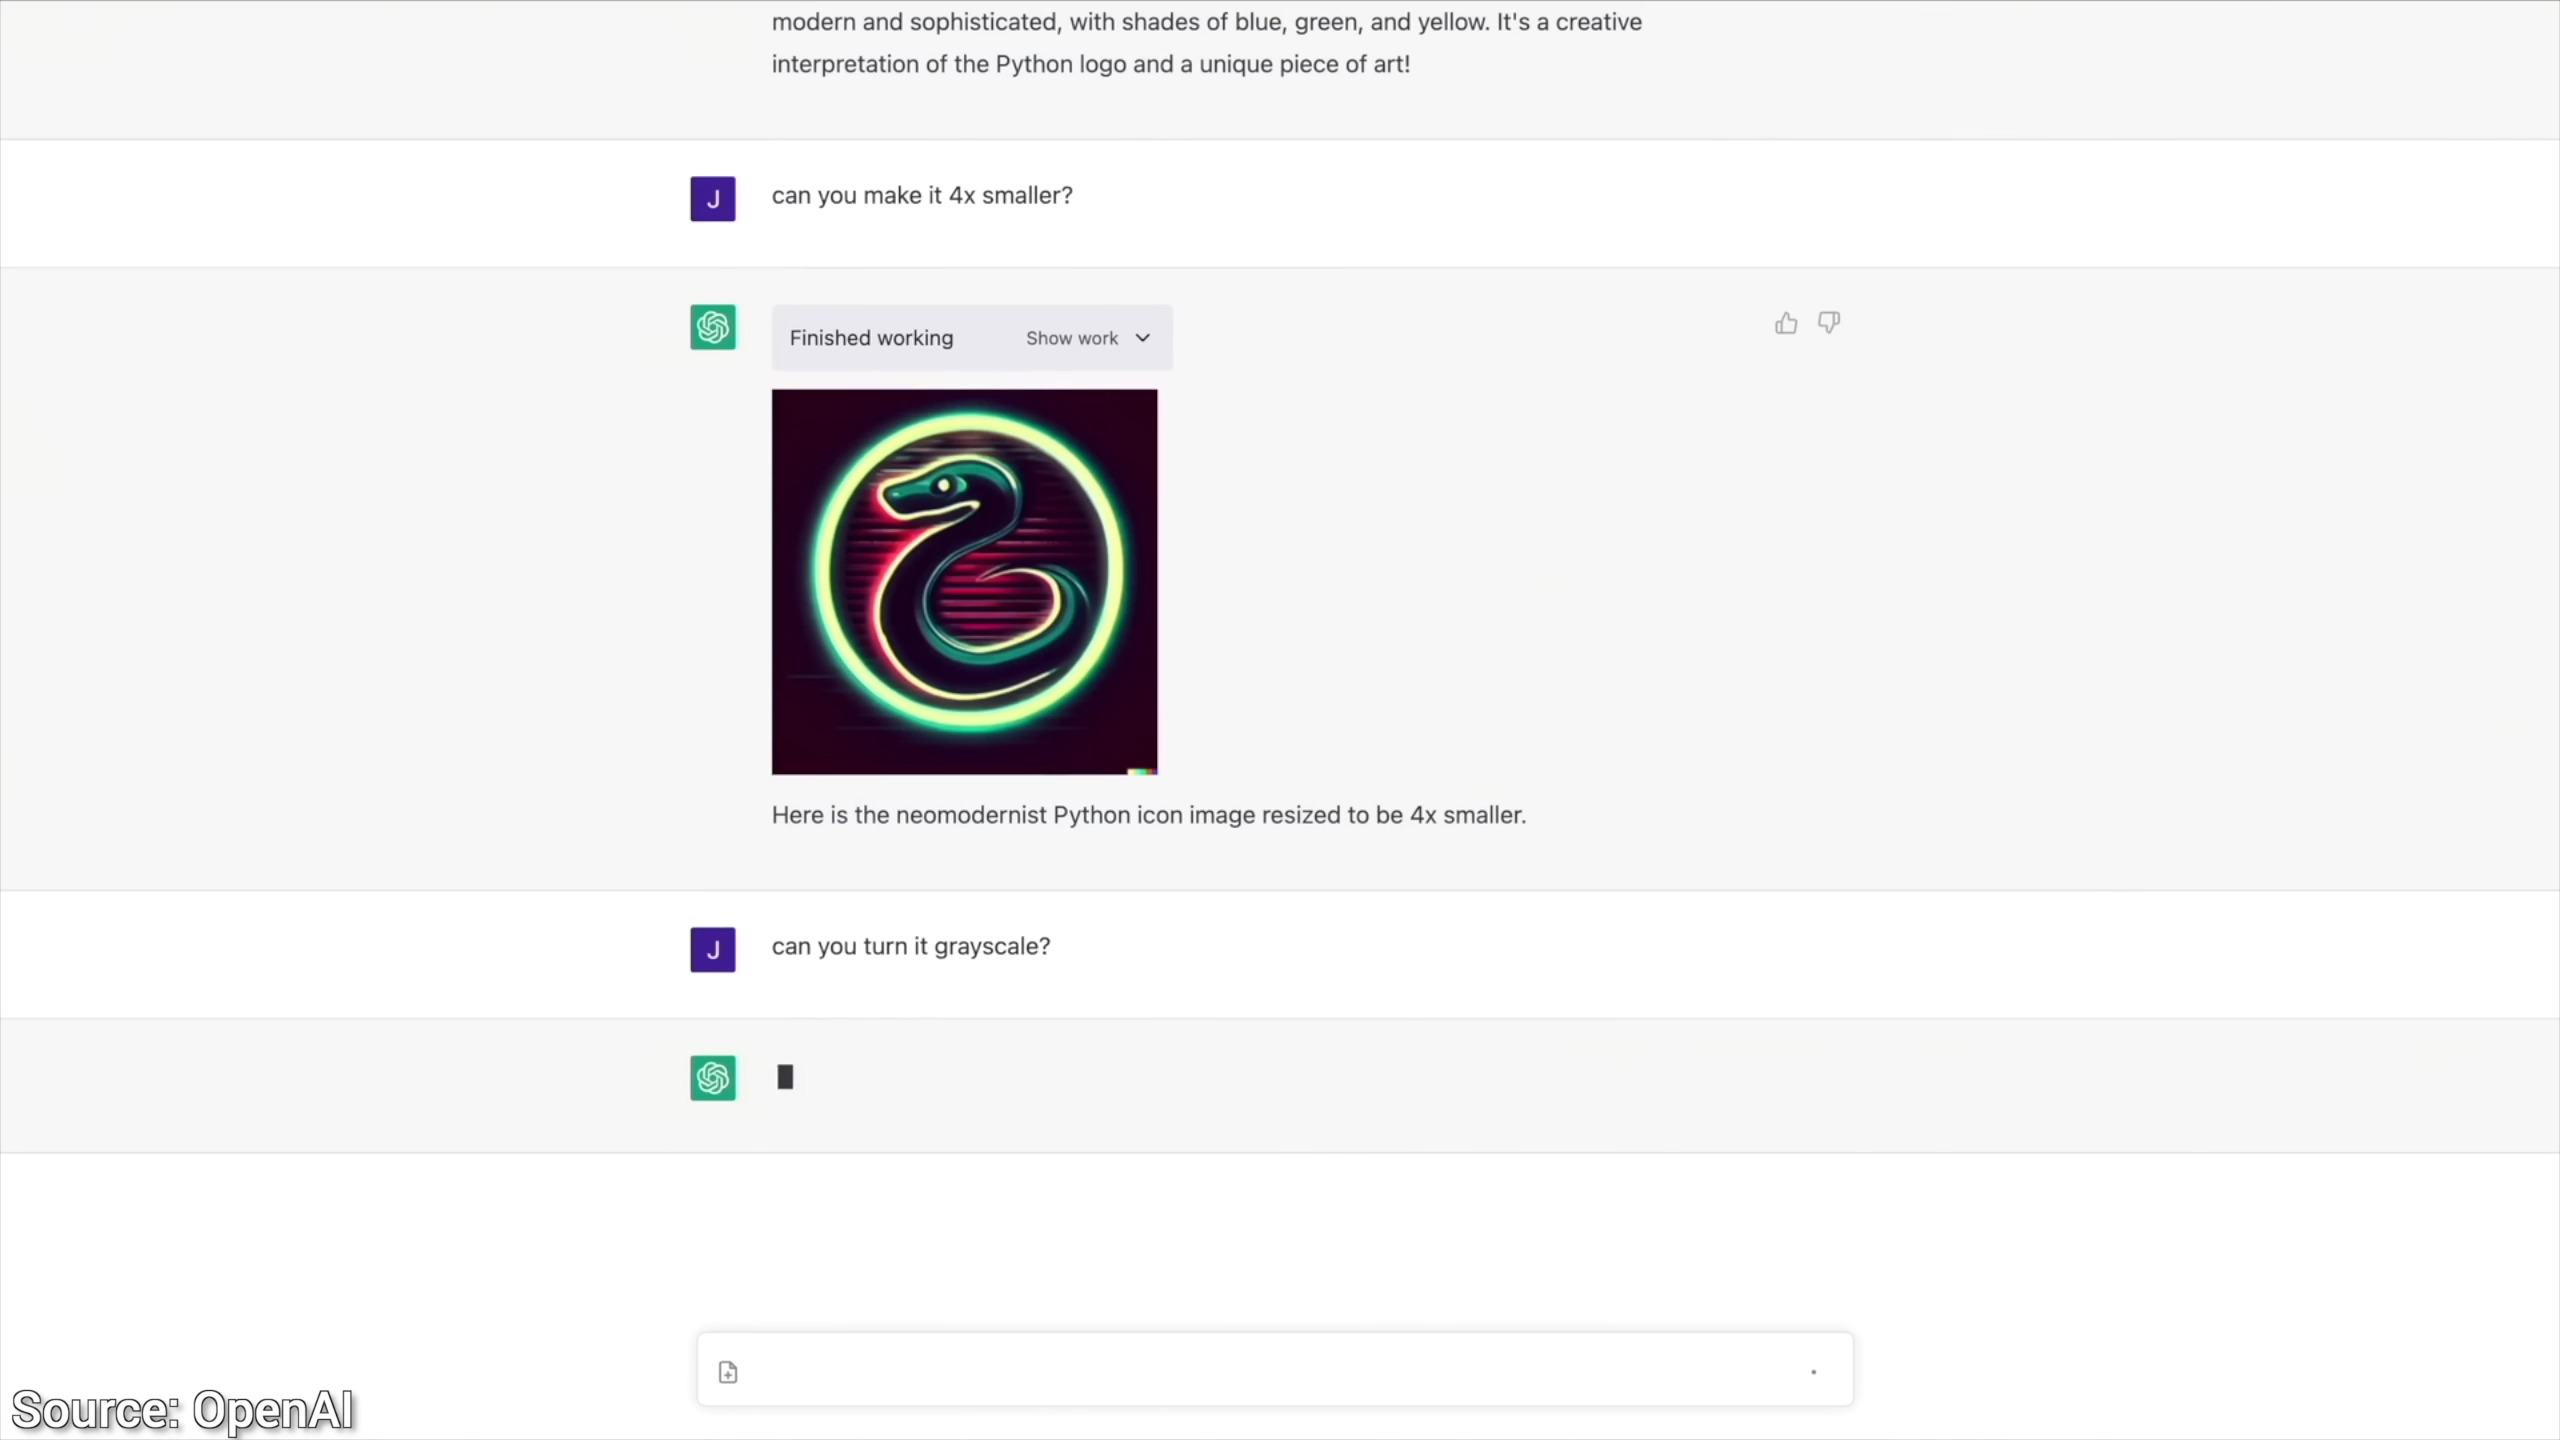 modern and sophisticated, with shades of blue, green, and yellow. It's a creative
interpretation of the Python logo and a unique piece of art!
J
can you make it 4x smaller?
Finished working Show work
Here is the neomodernist Python icon image resized to be 4x smaller.
J
can you turn it grayscale?
Source: OpenAI